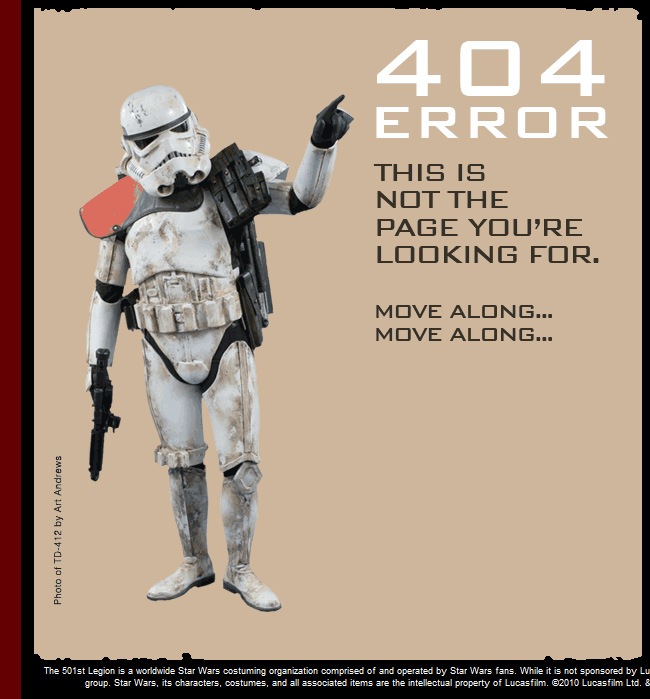 404
ERROR
THIS IS
NOT THE
PAGE YOU'RE
LOOKING FOR.
MOVE ALONG...
MOVE ALONG...
Photo of TD-412 by Art Andrews
The 501st Legion is a worldwide Star Wars costuming organization comprised of and operated by Star Wars fans. While it is not sponsored by Lu
group. Star Wars, its characters, costumes, and all associated items are the intellectual property of Lucasfilm. ©2010 Lucasfilm Ltd. &